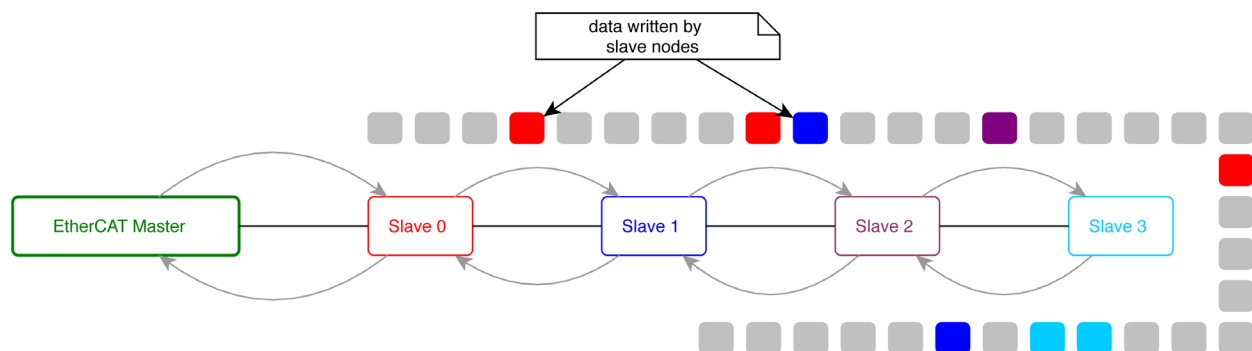 data written by
slave nodes
EtherCAT Master
Slave 0
Slave 1
Slave 2
Slave 3